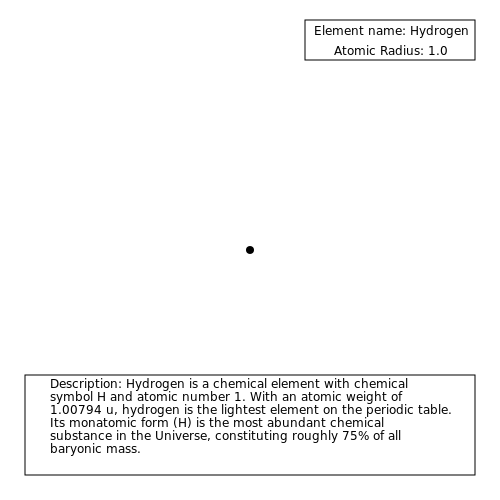 Element name: Hydrogen
Atomic Radius: 1.0
Description: Hydrogen is a chemical element with chemical
symbol H and atomic number 1. With an atomic weight of
1.00794 u, hydrogen is the lightest element on the periodic table.
Its monatomic form (H) is the most abundant chemical
substance in the Universe, constituting roughly 75% of all
baryonic mass.